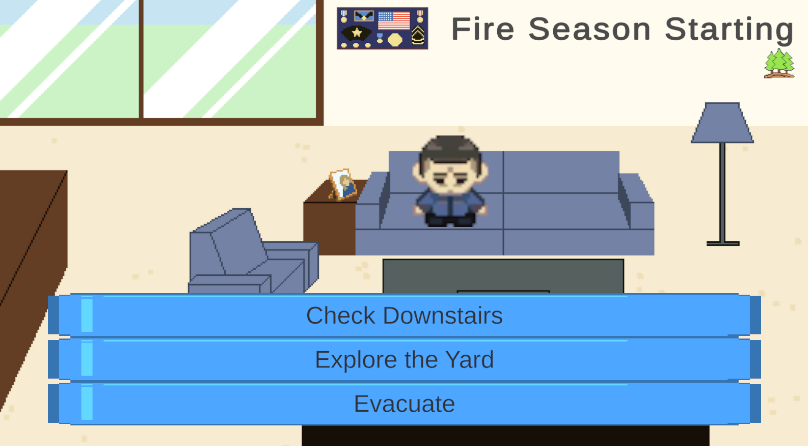 Fire Season Starting
Check Downstairs
Explore the Yard
Evacuate